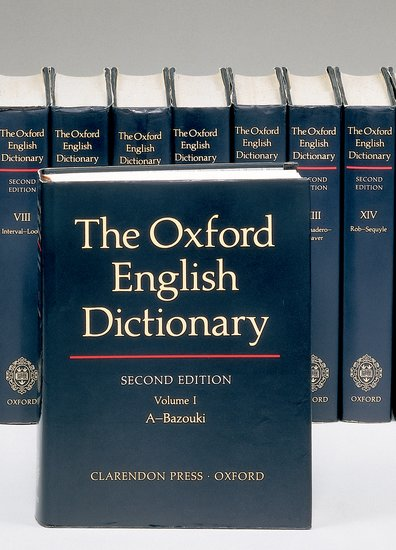 The Oxford
English
Dictionary
SECOND
EDITION
VIII
OXFORD
The Oxford
English
Dictionary
The Oxford
English
Dictionary
The Oxford
English
Dictionary
The Oxford
English
Dictionary
The Oxford
English
Dictionary
OXFORD
The Oxford
English
Dictionary
SECOND
EDITION
XIV
Rob–Sequyle
OXFORD
The Oxford
English
Dictionary
SECOND EDITION
Volume I
A–Bazouki
CLARENDON PRESS · OXFORD